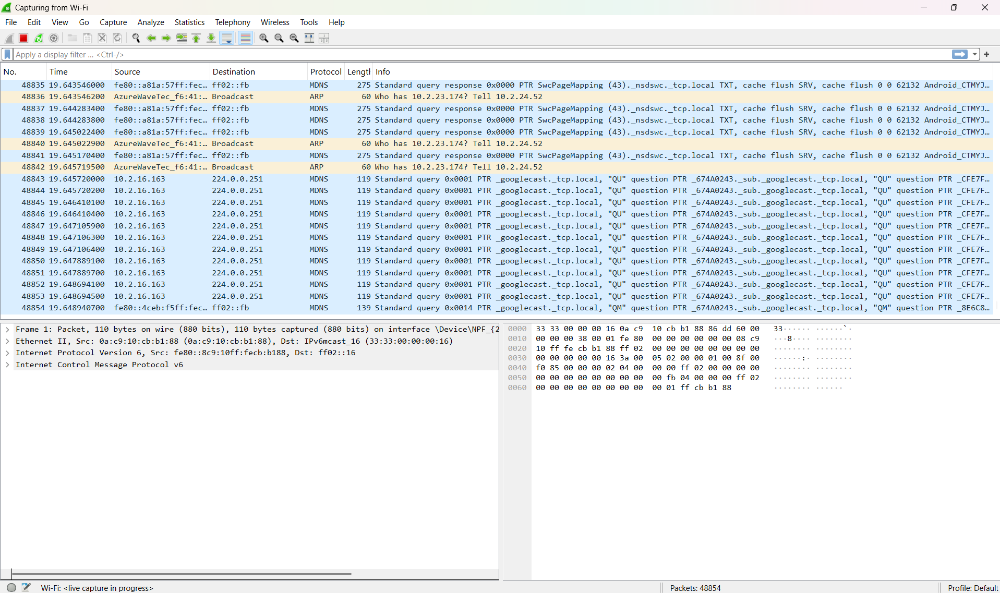 Capturing from Wi-Fi
File Edit View Go Capture Analyze Statistics Telephony Wireless Tools Help
Apply a display filter ... <Ctrl-/>
No. Time Source Destination Protocol Length Info
48835 19.643546000 fe80::a81a:57ff:fec… ff02::fb MDNS 275 Standard query response 0x0000 PTR SwcPageMapping (43)._nsdswc._tcp.local TXT, cache flush SRV, cache flush 0 0 62132 Android_CTMYJ…
48836 19.643546200 AzureWaveTec_f6:41:… Broadcast ARP 60 Who has 10.2.23.174? Tell 10.2.24.52
48837 19.644283400 fe80::a81a:57ff:fec… ff02::fb MDNS 275 Standard query response 0x0000 PTR SwcPageMapping (43)._nsdswc._tcp.local TXT, cache flush SRV, cache flush 0 0 62132 Android_CTMYJ…
48838 19.644283800 fe80::a81a:57ff:fec… ff02::fb MDNS 275 Standard query response 0x0000 PTR SwcPageMapping (43)._nsdswc._tcp.local TXT, cache flush SRV, cache flush 0 0 62132 Android_CTMYJ…
48839 19.645022400 fe80::a81a:57ff:fec… ff02::fb MDNS 275 Standard query response 0x0000 PTR SwcPageMapping (43)._nsdswc._tcp.local TXT, cache flush SRV, cache flush 0 0 62132 Android_CTMYJ…
48840 19.645022900 AzureWaveTec_f6:41:… Broadcast ARP 60 Who has 10.2.23.174? Tell 10.2.24.52
48841 19.645170400 fe80::a81a:57ff:fec… ff02::fb MDNS 275 Standard query response 0x0000 PTR SwcPageMapping (43)._nsdswc._tcp.local TXT, cache flush SRV, cache flush 0 0 62132 Android_CTMYJ…
48842 19.645719500 AzureWaveTec_f6:41:… Broadcast ARP 60 Who has 10.2.23.174? Tell 10.2.24.52
48843 19.645720000 10.2.16.163 224.0.0.251 MDNS 119 Standard query 0x0001 PTR _googlecast._tcp.local, "QU" question PTR _674A0243._sub._googlecast._tcp.local, "QU" question PTR _CFE7F…
48844 19.645720200 10.2.16.163 224.0.0.251 MDNS 119 Standard query 0x0001 PTR _googlecast._tcp.local, "QU" question PTR _674A0243._sub._googlecast._tcp.local, "QU" question PTR _CFE7F…
48845 19.646410100 10.2.16.163 224.0.0.251 MDNS 119 Standard query 0x0001 PTR _googlecast._tcp.local, "QU" question PTR _674A0243._sub._googlecast._tcp.local, "QU" question PTR _CFE7F…
48846 19.646410400 10.2.16.163 224.0.0.251 MDNS 119 Standard query 0x0001 PTR _googlecast._tcp.local, "QU" question PTR _674A0243._sub._googlecast._tcp.local, "QU" question PTR _CFE7F…
48847 19.647105900 10.2.16.163 224.0.0.251 MDNS 119 Standard query 0x0001 PTR _googlecast._tcp.local, "QU" question PTR _674A0243._sub._googlecast._tcp.local, "QU" question PTR _CFE7F…
48848 19.647106300 10.2.16.163 224.0.0.251 MDNS 119 Standard query 0x0001 PTR _googlecast._tcp.local, "QU" question PTR _674A0243._sub._googlecast._tcp.local, "QU" question PTR _CFE7F…
48849 19.647106400 10.2.16.163 224.0.0.251 MDNS 119 Standard query 0x0001 PTR _googlecast._tcp.local, "QU" question PTR _674A0243._sub._googlecast._tcp.local, "QU" question PTR _CFE7F…
48850 19.647889100 10.2.16.163 224.0.0.251 MDNS 119 Standard query 0x0001 PTR _googlecast._tcp.local, "QU" question PTR _674A0243._sub._googlecast._tcp.local, "QU" question PTR _CFE7F…
48851 19.647889700 10.2.16.163 224.0.0.251 MDNS 119 Standard query 0x0001 PTR _googlecast._tcp.local, "QU" question PTR _674A0243._sub._googlecast._tcp.local, "QU" question PTR _CFE7F…
48852 19.648694100 10.2.16.163 224.0.0.251 MDNS 119 Standard query 0x0001 PTR _googlecast._tcp.local, "QU" question PTR _674A0243._sub._googlecast._tcp.local, "QU" question PTR _CFE7F…
48853 19.648694500 10.2.16.163 224.0.0.251 MDNS 119 Standard query 0x0001 PTR _googlecast._tcp.local, "QU" question PTR _674A0243._sub._googlecast._tcp.local, "QU" question PTR _CFE7F…
48854 19.648940700 fe80::4ceb:f5ff:fec… ff02::fb MDNS 139 Standard query 0x0014 PTR _googlecast._tcp.local, "QM" question PTR _674A0243._sub._googlecast._tcp.local, "QM" question PTR _8E6C8…
Frame 1: Packet, 110 bytes on wire (880 bits), 110 bytes captured (880 bits) on interface \Device\NPF_{2
Ethernet II, Src: 0a:c9:10:cb:b1:88 (0a:c9:10:cb:b1:88), Dst: IPv6mcast_16 (33:33:00:00:00:16)
Internet Protocol Version 6, Src: fe80::8c9:10ff:fecb:b188, Dst: ff02::16
Internet Control Message Protocol v6
0000 33 33 00 00 00 16 0a c9 10 cb b1 88 86 dd 60 00 33······ ······`·
0010 00 00 00 38 00 01 fe 80 00 00 00 00 00 00 08 c9 ···8···· ········
0020 10 ff fe cb b1 88 ff 02 00 00 00 00 00 00 00 00 ········ ········
0030 00 00 00 00 00 16 3a 00 05 02 00 00 01 00 8f 00 ······:· ········
0040 f0 85 00 00 00 02 04 00 00 00 ff 02 00 00 00 00 ········ ········
0050 00 00 00 00 00 00 00 00 00 fb 04 00 00 00 ff 02 ········ ········
0060 00 00 00 00 00 00 00 00 00 01 ff cb b1 88 ········ ······
Wi-Fi: <live capture in progress> Packets: 48854 Profile: Default